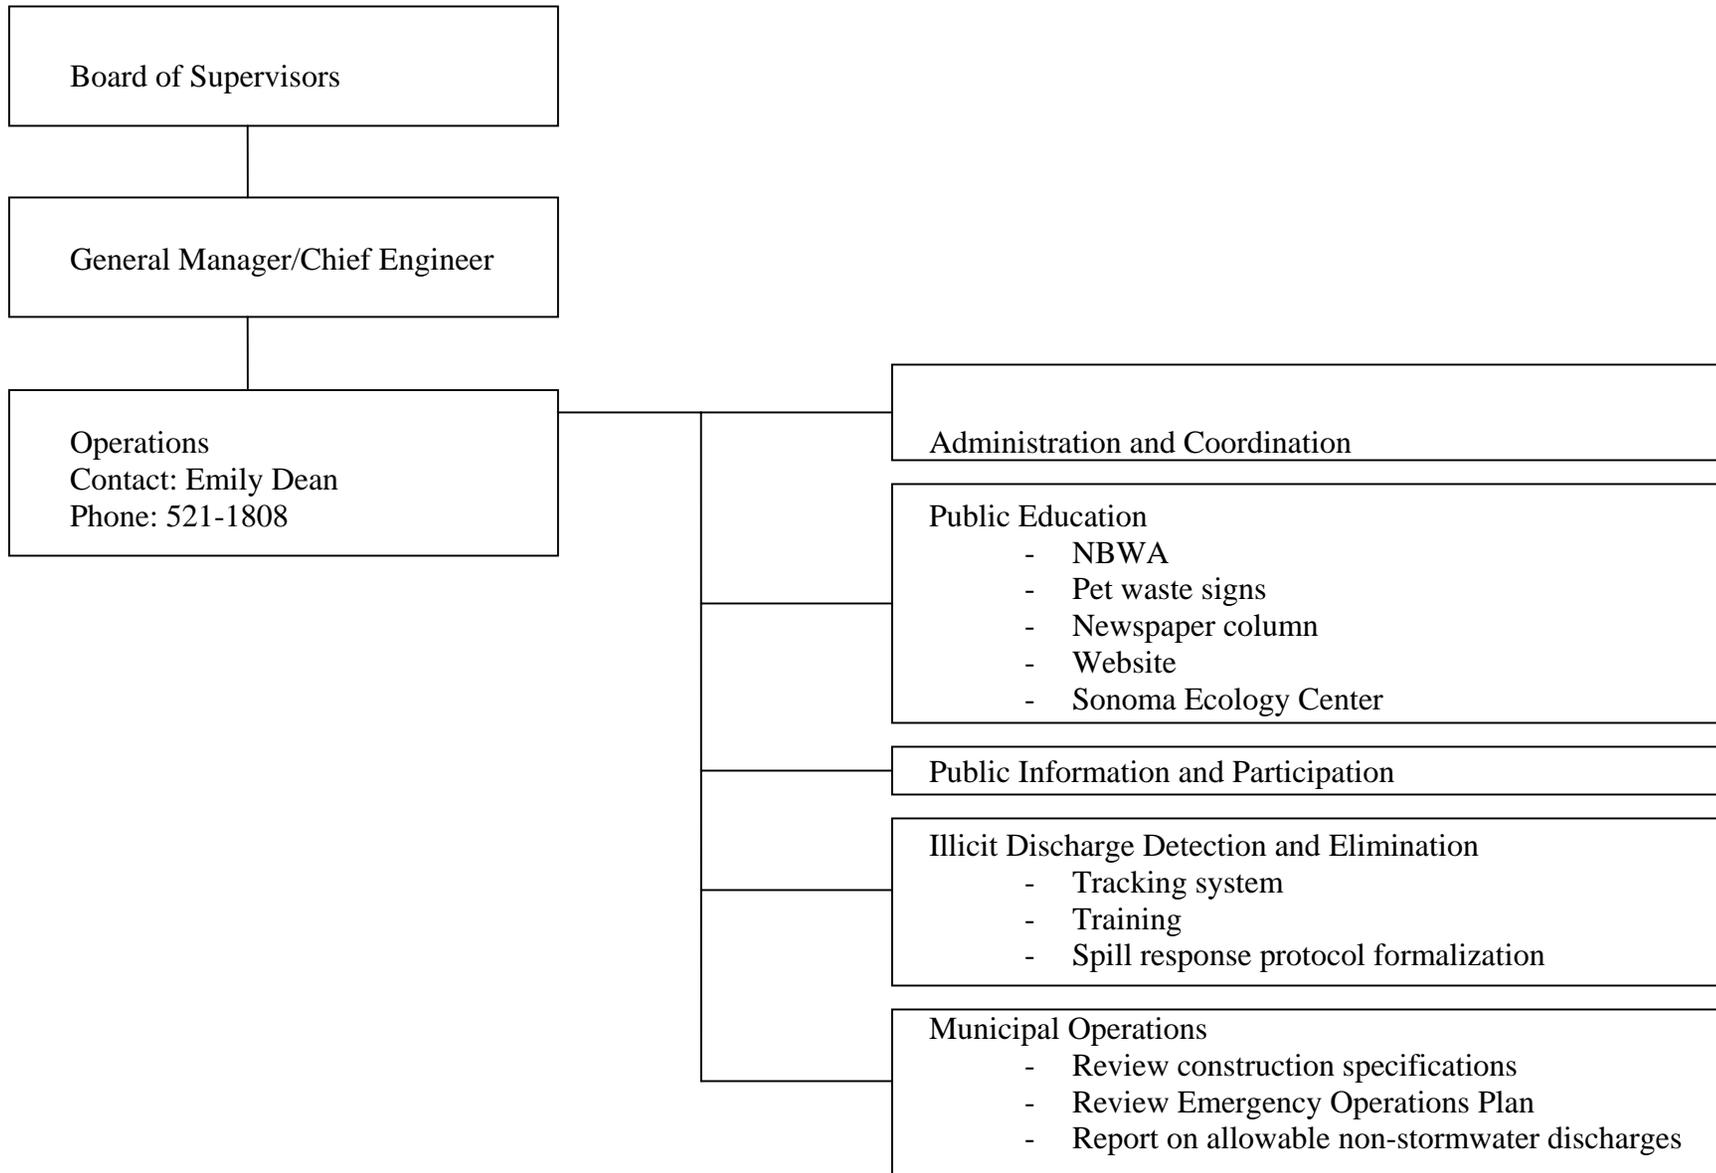 Board of Supervisors
General Manager/Chief Engineer
Operations
Contact: Emily Dean
Phone: 521-1808
Administration and Coordination
Public Education
- NBWA
- Pet waste signs
- Newspaper column
- Website
- Sonoma Ecology Center
Public Information and Participation
Illicit Discharge Detection and Elimination
- Tracking system
- Training
- Spill response protocol formalization
Municipal Operations
- Review construction specifications
- Review Emergency Operations Plan
- Report on allowable non-stormwater discharges